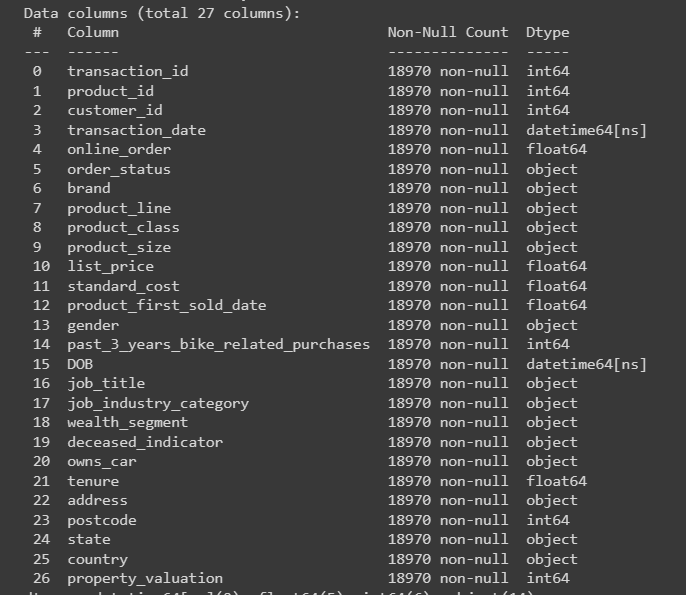 Data columns (total 27 columns):
 #   Column                               Non-Null Count  Dtype
---  ------                               --------------  -----
 0   transaction_id                       18970 non-null  int64
 1   product_id                           18970 non-null  int64
 2   customer_id                          18970 non-null  int64
 3   transaction_date                     18970 non-null  datetime64[ns]
 4   online_order                         18970 non-null  float64
 5   order_status                         18970 non-null  object
 6   brand                                18970 non-null  object
 7   product_line                         18970 non-null  object
 8   product_class                        18970 non-null  object
 9   product_size                         18970 non-null  object
 10  list_price                           18970 non-null  float64
 11  standard_cost                        18970 non-null  float64
 12  product_first_sold_date              18970 non-null  float64
 13  gender                               18970 non-null  object
 14  past_3_years_bike_related_purchases  18970 non-null  int64
 15  DOB                                  18970 non-null  datetime64[ns]
 16  job_title                            18970 non-null  object
 17  job_industry_category                18970 non-null  object
 18  wealth_segment                       18970 non-null  object
 19  deceased_indicator                   18970 non-null  object
 20  owns_car                             18970 non-null  object
 21  tenure                               18970 non-null  float64
 22  address                              18970 non-null  object
 23  postcode                             18970 non-null  int64
 24  state                                18970 non-null  object
 25  country                              18970 non-null  object
 26  property_valuation                   18970 non-null  int64